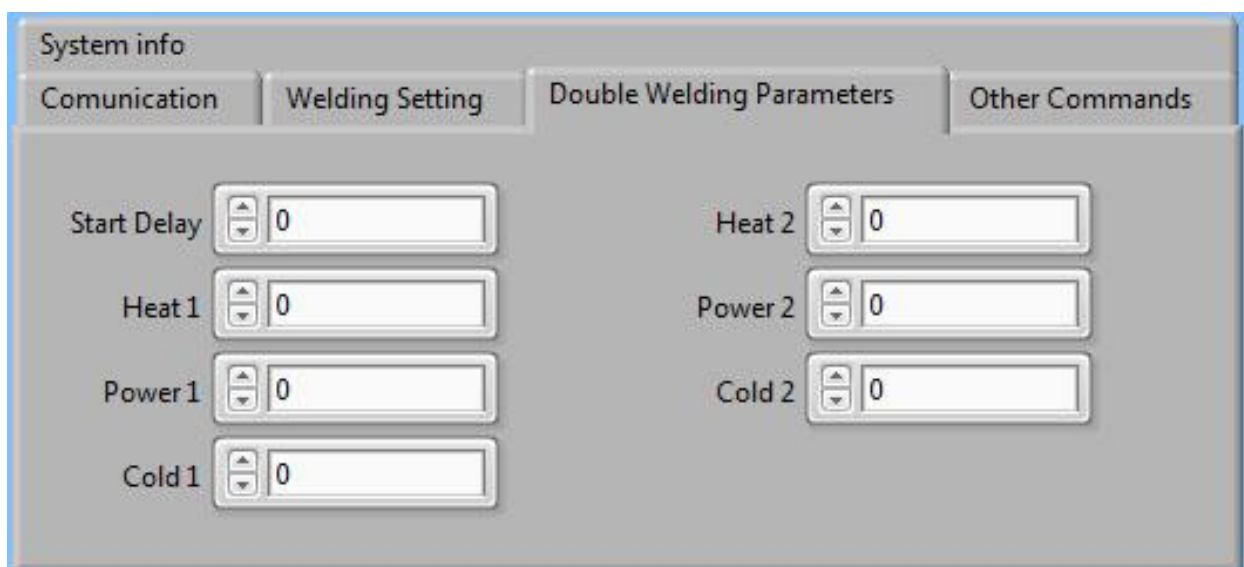 System info
Comunication Welding Setting Double Welding Parameters Other Commands
Start Delay 0 Heat 2 0
Heat 1 0 Power 2 0
Power 1 0 Cold 2 0
Cold 1 0